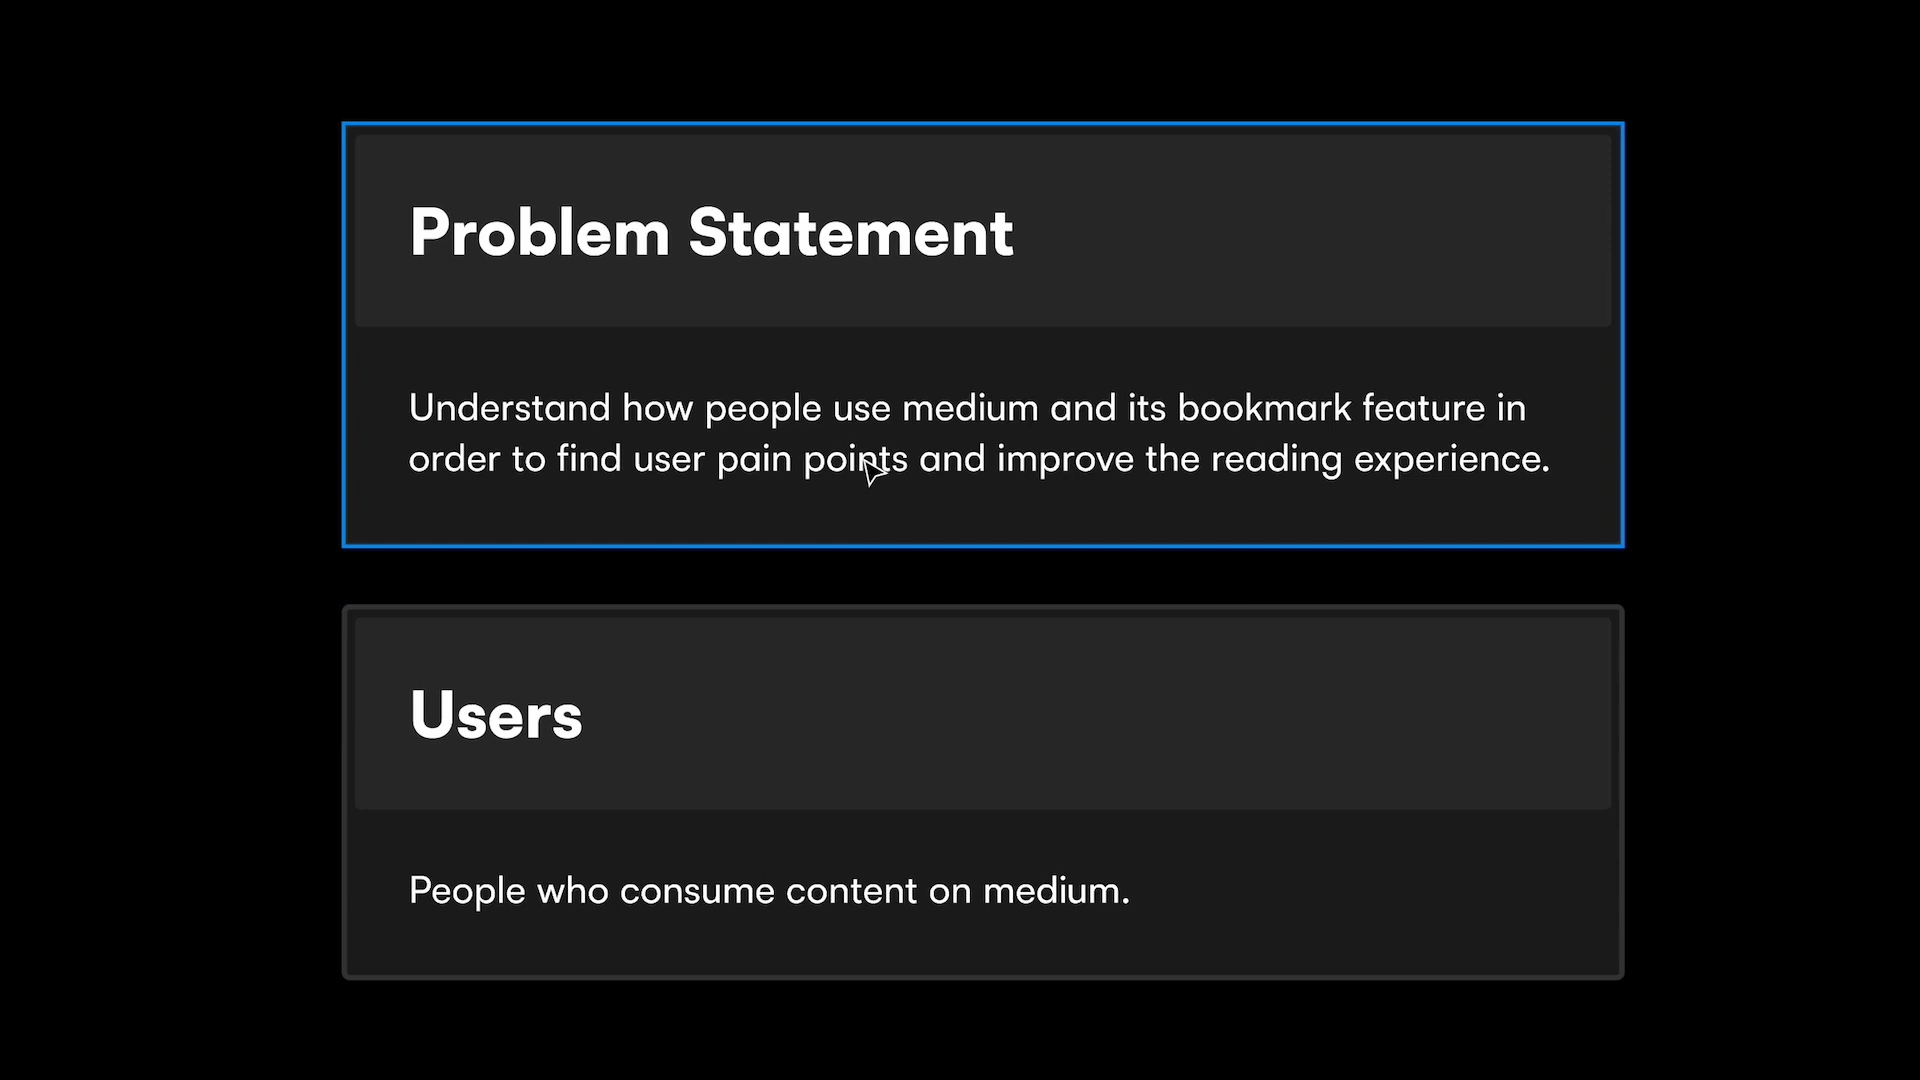 Problem Statement
Understand how people use medium and its bookmark feature in
order to find user pain points and improve the reading experience.
Users
People who consume content on medium.